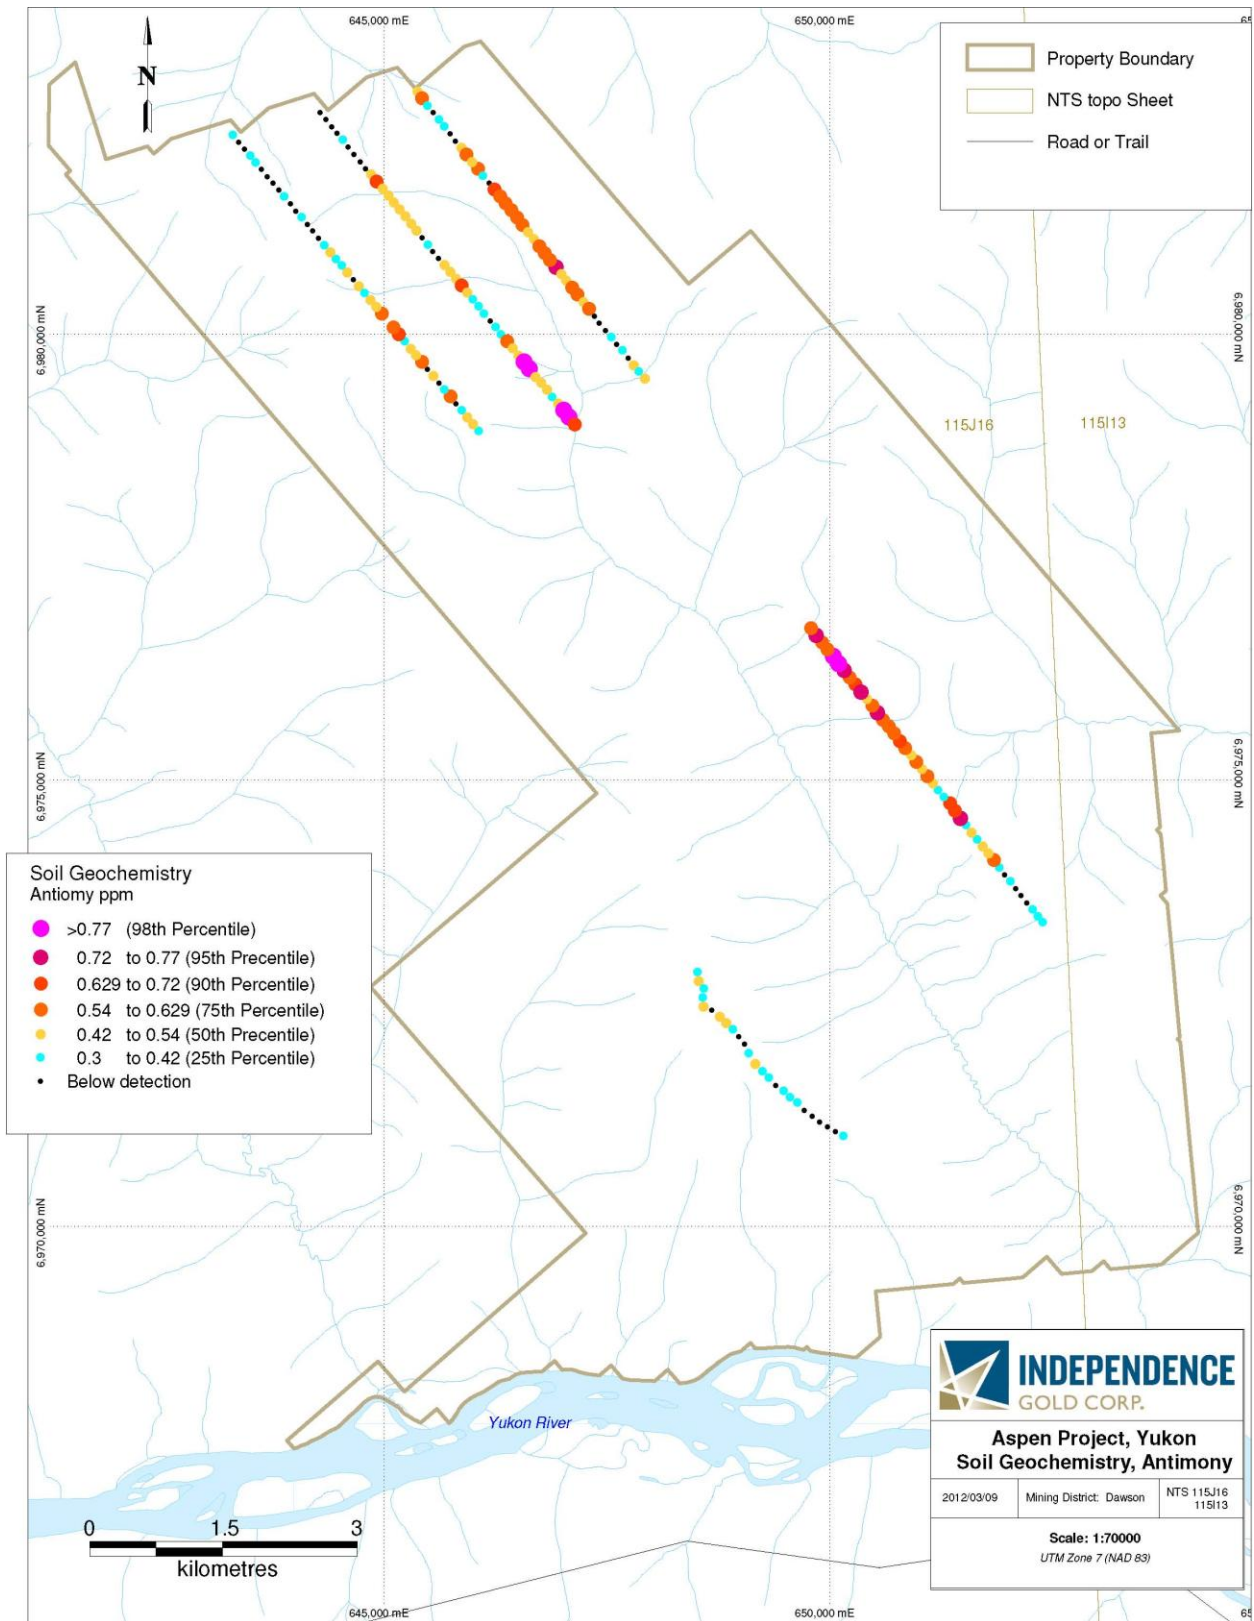 645,000 mE
650,000 mE
65
N
Property Boundary
NTS topo Sheet
Road or Trail
6,980,000 mN
6,980,000 mN
115J16
115I13
6,975,000 mN
6,975,000 mN
Soil Geochemistry
Antiomy ppm
>0.77 (98th Percentile)
0.72 to 0.77 (95th Precentile)
0.629 to 0.72 (90th Percentile)
0.54 to 0.629 (75th Percentile)
0.42 to 0.54 (50th Precentile)
0.3 to 0.42 (25th Percentile)
Below detection
6,970,000 mN
6,970,000 mN
Yukon River
INDEPENDENCE
GOLD CORP.
Aspen Project, Yukon
Soil Geochemistry, Antimony
2012/03/09
Mining District: Dawson
NTS 115J16
115I13
Scale: 1:70000
UTM Zone 7 (NAD 83)
0 1.5 3
kilometres
645,000 mE
650,000 mE